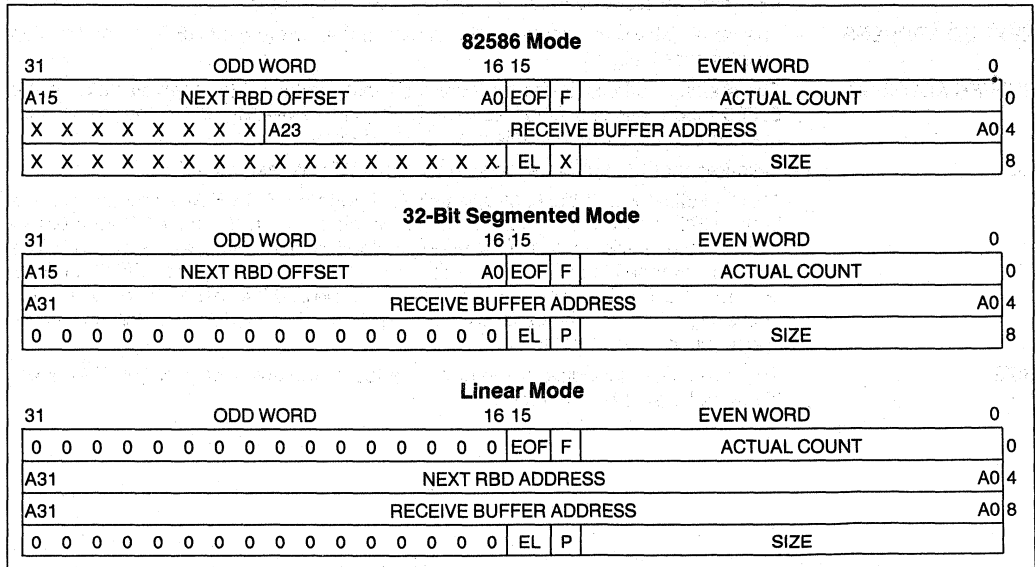 82586 Mode
31 ODD WORD 16 15 EVEN WORD 0
A15 NEXT RBD OFFSET A0 EOF F ACTUAL COUNT 0
X X X X X X X X A23 RECEIVE BUFFER ADDRESS A0 4
X X X X X X X X X X X X X X X X EL X SIZE 8
32-Bit Segmented Mode
31 ODD WORD 16 15 EVEN WORD 0
A15 NEXT RBD OFFSET A0 EOF F ACTUAL COUNT 0
A31 RECEIVE BUFFER ADDRESS A0 4
0 0 0 0 0 0 0 0 0 0 0 0 0 0 0 0 EL P SIZE 8
Linear Mode
31 ODD WORD 16 15 EVEN WORD 0
0 0 0 0 0 0 0 0 0 0 0 0 0 0 0 0 EOF F ACTUAL COUNT 0
A31 NEXT RBD ADDRESS A0 4
A31 RECEIVE BUFFER ADDRESS A0 8
0 0 0 0 0 0 0 0 0 0 0 0 0 0 0 0 EL P SIZE